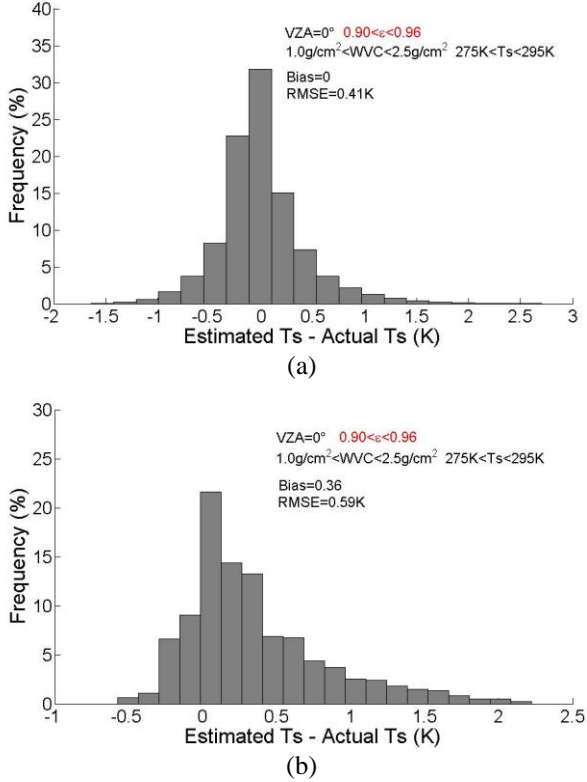 40
35
30
25
20
15
10
5
0
Frequency (%)
VZA=0° 0.90<ε<0.96
1.0g/cm²<WVC<2.5g/cm² 275K<Ts<295K
Bias=0
RMSE=0.41K
-2 -1.5 -1 -0.5 0 0.5 1 1.5 2 2.5 3
Estimated Ts - Actual Ts (K)
(a)
30
25
20
15
10
5
0
Frequency (%)
VZA=0° 0.90<ε<0.96
1.0g/cm²<WVC<2.5g/cm² 275K<Ts<295K
Bias=0.36
RMSE=0.59K
-1 -0.5 0 0.5 1 1.5 2 2.5
Estimated Ts - Actual Ts (K)
(b)